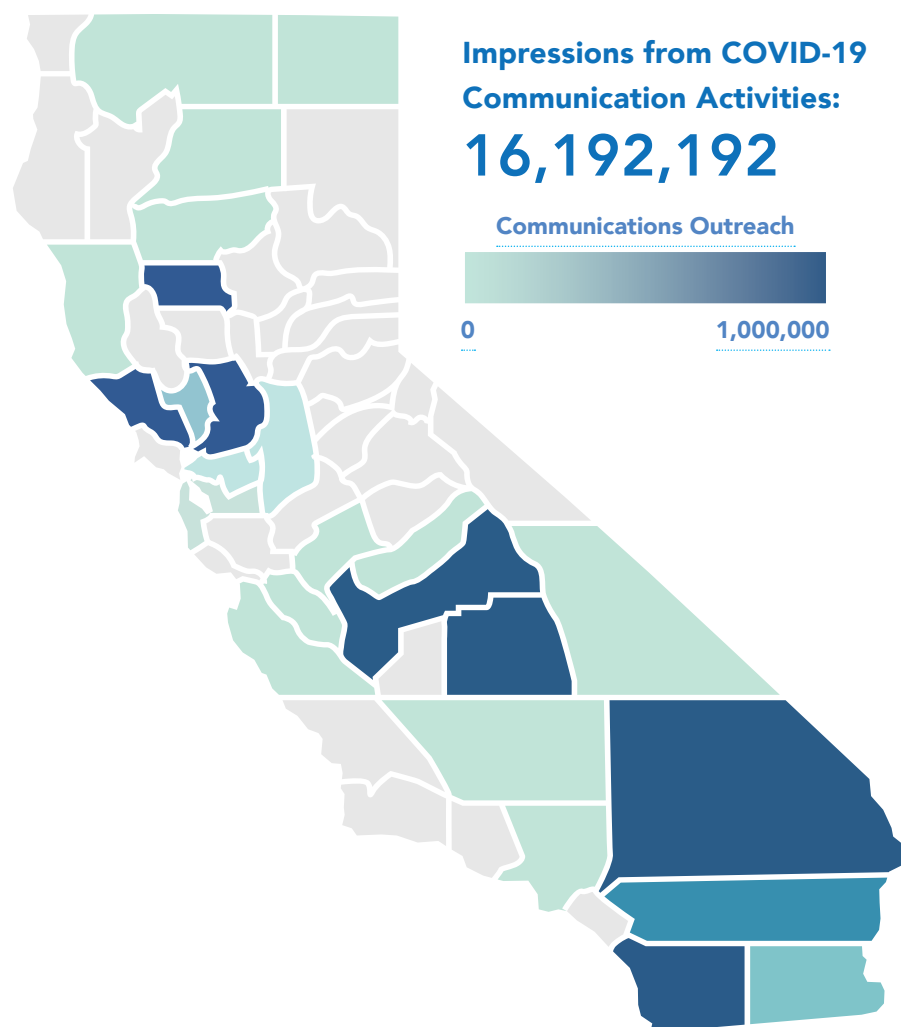 Impressions from COVID-19
Communication Activities:
16,192,192
Communications Outreach
0 1,000,000